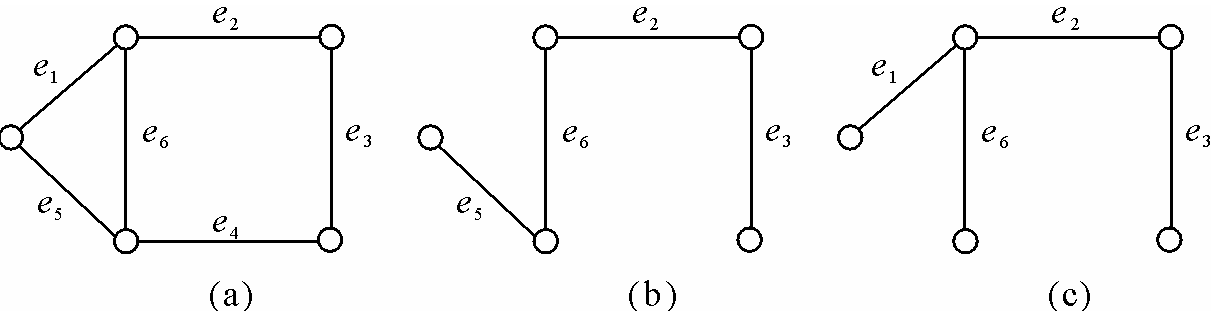 e₂ e₂ e₂
e₁ e₁
e₆ e₃ e₆ e₃ e₆ e₃
e₅ e₄ e₅
(a) (b) (c)